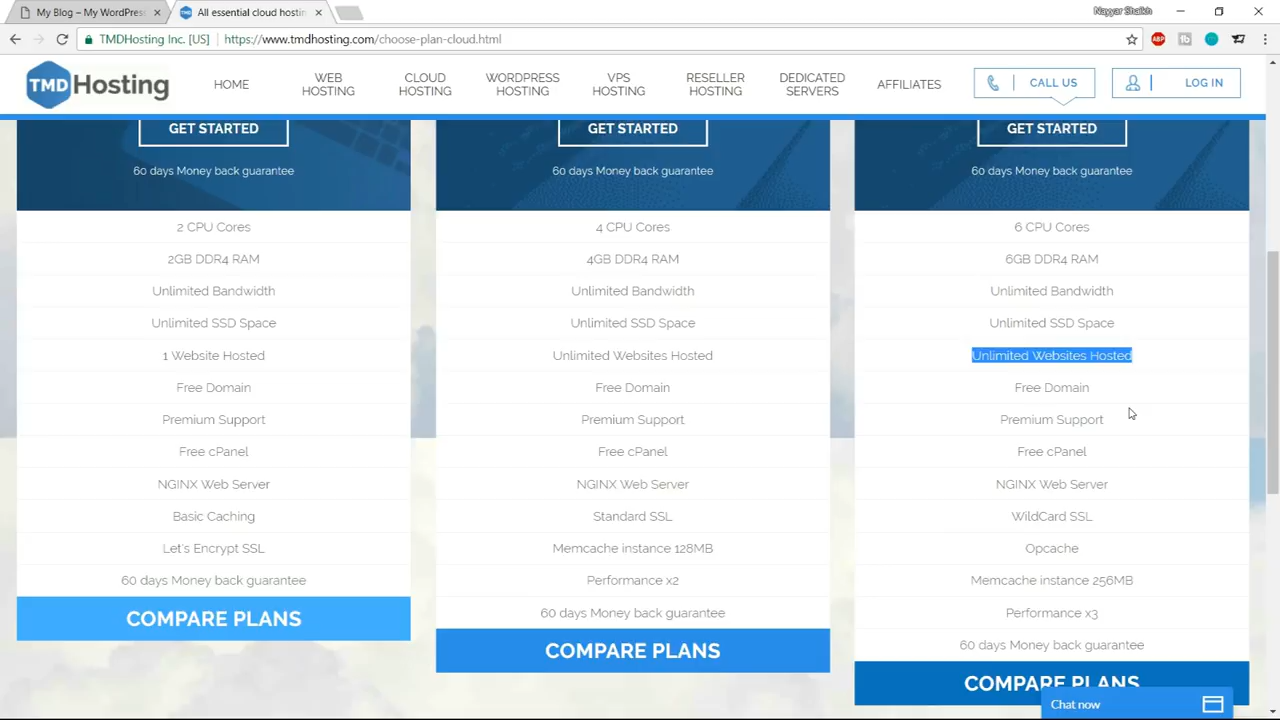 My Blog – My WordPress
All essential cloud hostin
Nayyar Shaikh
TMDHosting Inc. [US]
https://www.tmdhosting.com/choose-plan-cloud.html
ABP
tb
TMDHosting
HOME
WEB HOSTING
CLOUD HOSTING
WORDPRESS HOSTING
VPS HOSTING
RESELLER HOSTING
DEDICATED SERVERS
AFFILIATES
CALL US
LOG IN
GET STARTED
60 days Money back guarantee
2 CPU Cores
2GB DDR4 RAM
Unlimited Bandwidth
Unlimited SSD Space
1 Website Hosted
Free Domain
Premium Support
Free cPanel
NGINX Web Server
Basic Caching
Let's Encrypt SSL
60 days Money back guarantee
COMPARE PLANS
GET STARTED
60 days Money back guarantee
4 CPU Cores
4GB DDR4 RAM
Unlimited Bandwidth
Unlimited SSD Space
Unlimited Websites Hosted
Free Domain
Premium Support
Free cPanel
NGINX Web Server
Standard SSL
Memcache instance 128MB
Performance x2
60 days Money back guarantee
COMPARE PLANS
GET STARTED
60 days Money back guarantee
6 CPU Cores
6GB DDR4 RAM
Unlimited Bandwidth
Unlimited SSD Space
Unlimited Websites Hosted
Free Domain
Premium Support
Free cPanel
NGINX Web Server
WildCard SSL
Opcache
Memcache instance 256MB
Performance x3
60 days Money back guarantee
COMPARE PLANS
Chat now